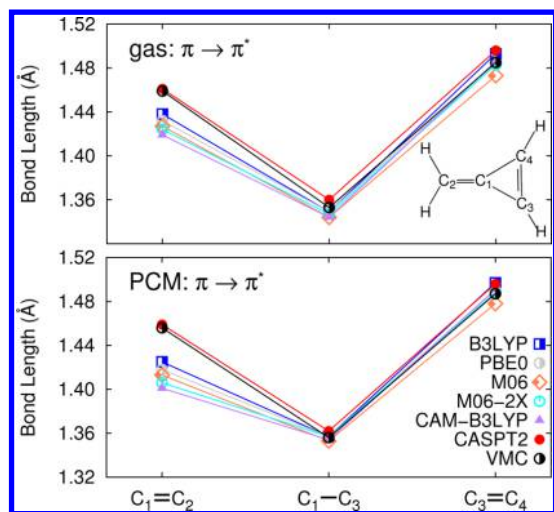 gas: π → π*
Bond Length (Å)
1.52
1.48
1.44
1.40
1.36
H
H
C₄
C₂=C₁
C₃
H
H
PCM: π → π*
Bond Length (Å)
1.52
1.48
1.44
1.40
1.36
1.32
B3LYP
PBE0
M06
M06-2X
CAM-B3LYP
CASPT2
VMC
C₁=C₂
C₁−C₃
C₃=C₄